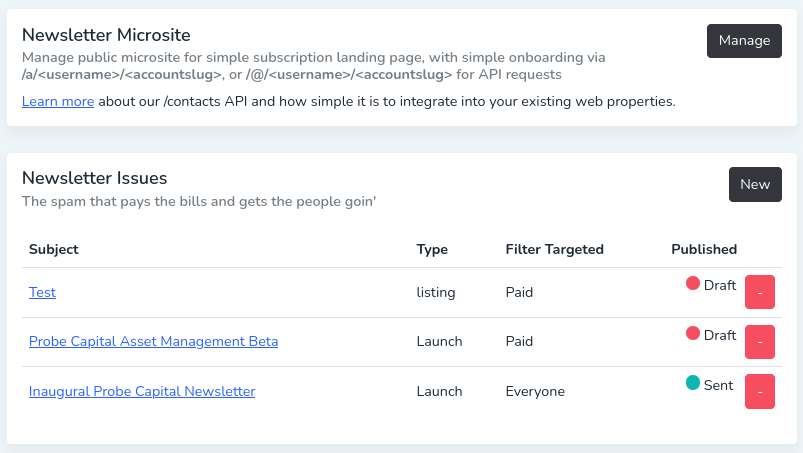 Newsletter Microsite
Manage
Manage public microsite for simple subscription landing page, with simple onboarding via
/a/<username>/<accountslug>, or /@/<username>/<accountslug> for API requests
Learn more about our /contacts API and how simple it is to integrate into your existing web properties.
Newsletter Issues
New
The spam that pays the bills and gets the people goin'
Subject Type Filter Targeted Published
Test listing Paid Draft -
Probe Capital Asset Management Beta Launch Paid Draft -
Inaugural Probe Capital Newsletter Launch Everyone Sent -